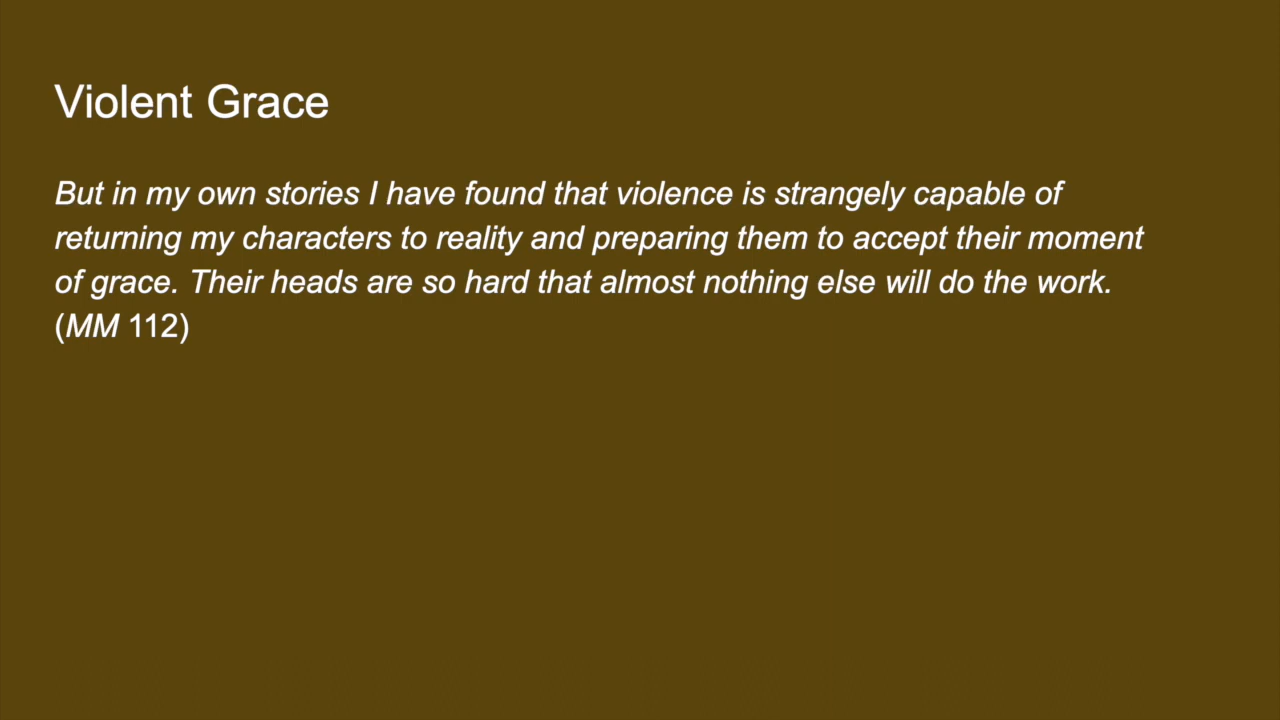 Violent Grace
But in my own stories I have found that violence is strangely capable of
returning my characters to reality and preparing them to accept their moment
of grace. Their heads are so hard that almost nothing else will do the work.
(MM 112)